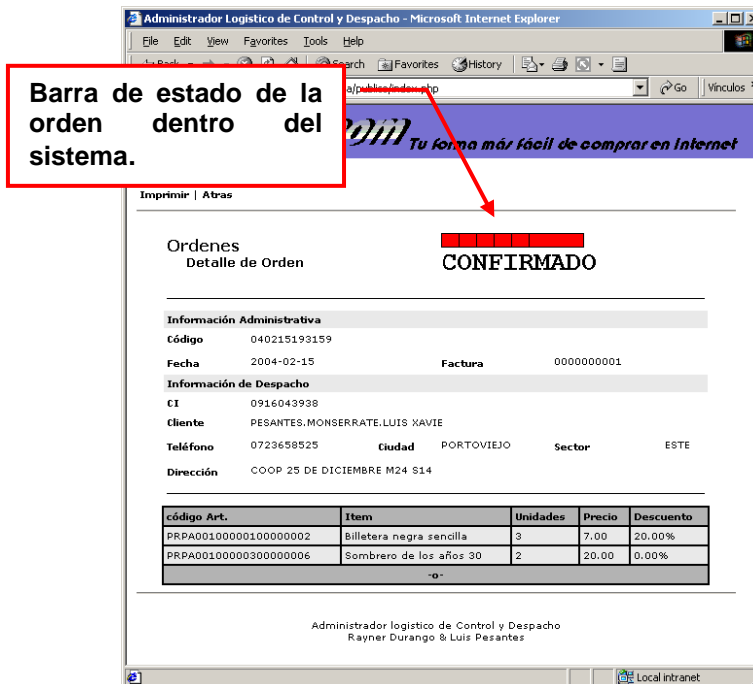 Administrador Logistico de Control y Despacho - Microsoft Internet Explorer
File Edit View Favorites Tools Help
Search Favorites History
Barra de estado de la
orden dentro del
sistema.
a/publics/index.php Go Vínculos
om Tu forma más fácil de comprar en Internet
Imprimir | Atras
Ordenes
Detalle de Orden
CONFIRMADO
Información Administrativa
Código 040215193159
Fecha 2004-02-15 Factura 0000000001
Información de Despacho
CI 0916043938
Cliente PESANTES.MONSERRATE.LUIS XAVIE
Teléfono 0723658525 Ciudad PORTOVIEJO Sector ESTE
Dirección COOP 25 DE DICIEMBRE M24 S14
código Art. Item Unidades Precio Descuento
PRPA00100000100000002 Billetera negra sencilla 3 7.00 20.00%
PRPA00100000300000006 Sombrero de los años 30 2 20.00 0.00%
-o-
Administrador logistico de Control y Despacho
Rayner Durango & Luis Pesantes
Local intranet